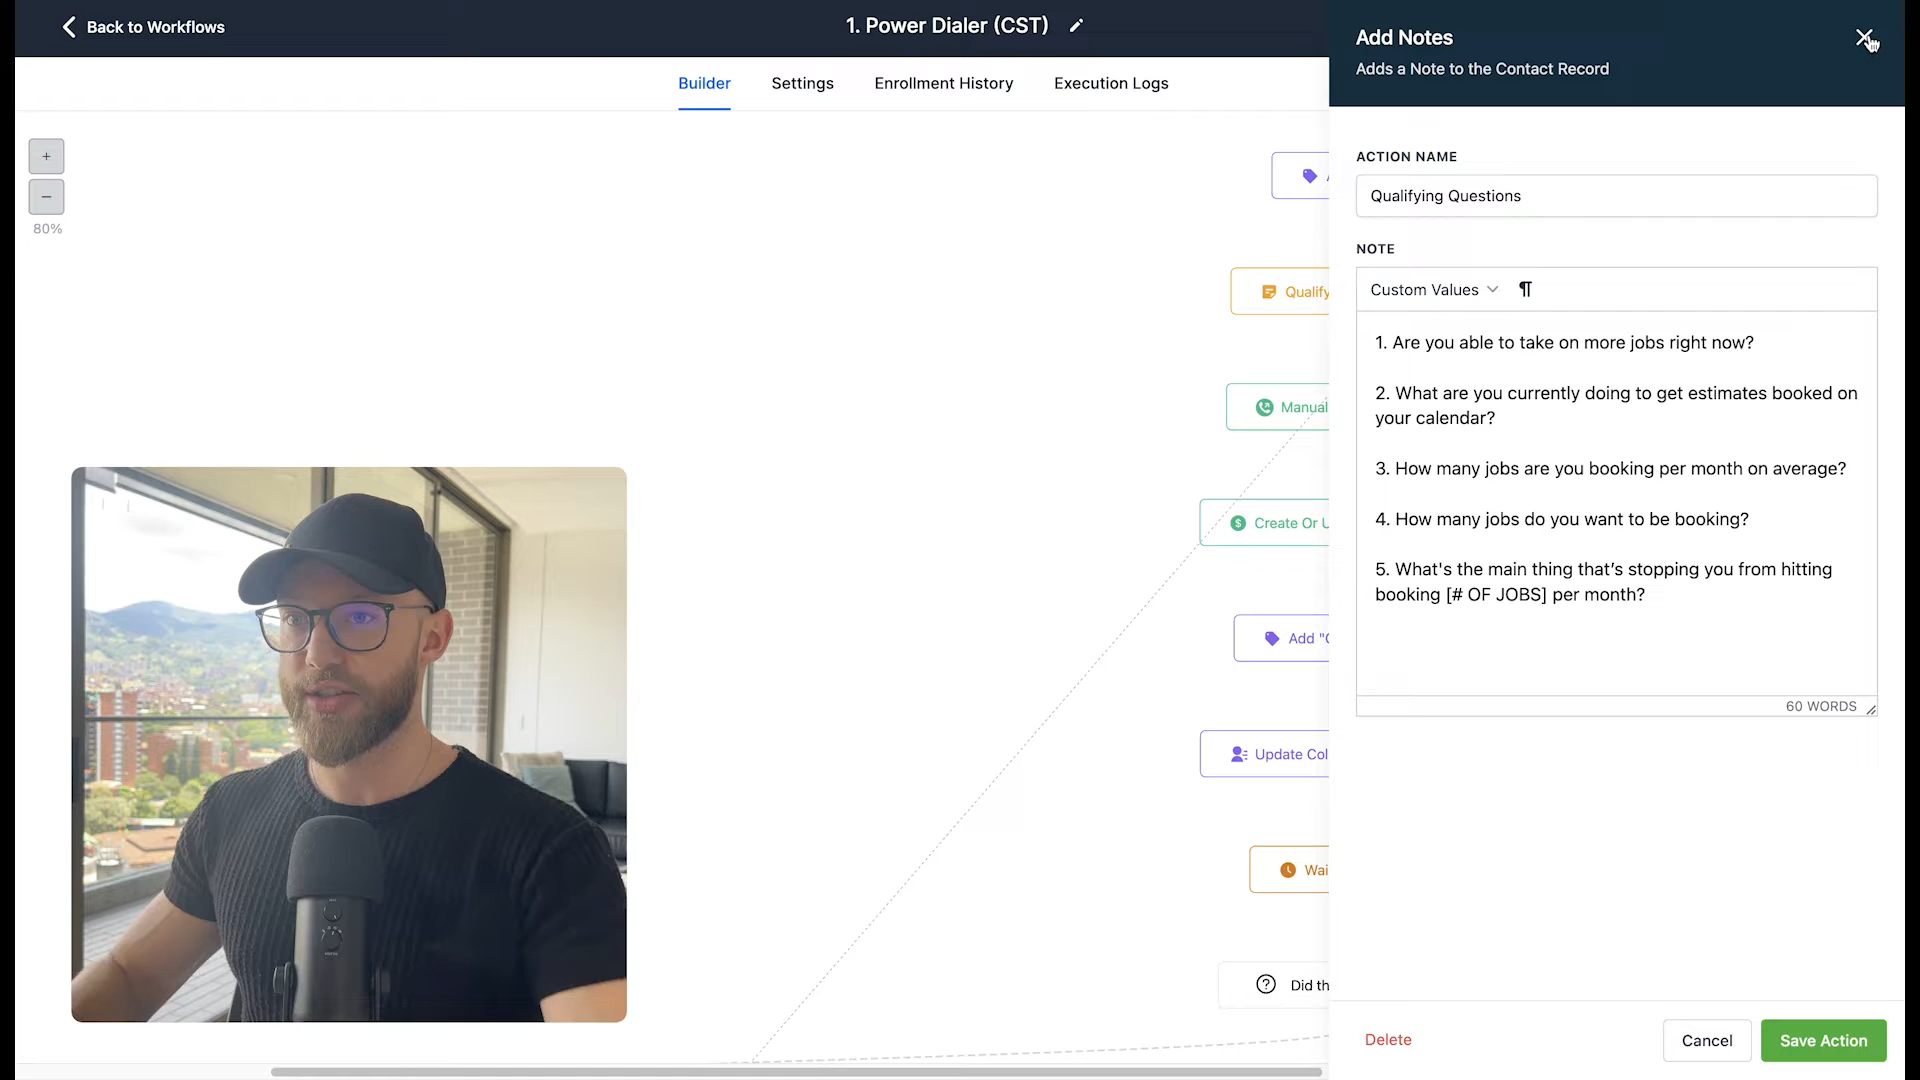 Back to Workflows
1. Power Dialer (CST)
Add Notes
Adds a Note to the Contact Record
Builder
Settings
Enrollment History
Execution Logs
+
−
80%
ACTION NAME
Qualifying Questions
NOTE
Custom Values
1. Are you able to take on more jobs right now?
2. What are you currently doing to get estimates booked on
your calendar?
3. How many jobs are you booking per month on average?
4. How many jobs do you want to be booking?
5. What's the main thing that’s stopping you from hitting
booking [# OF JOBS] per month?
60 WORDS
Qualify
Manual
Create Or U
Add "C
Update Col
Wai
Did th
Delete
Cancel
Save Action